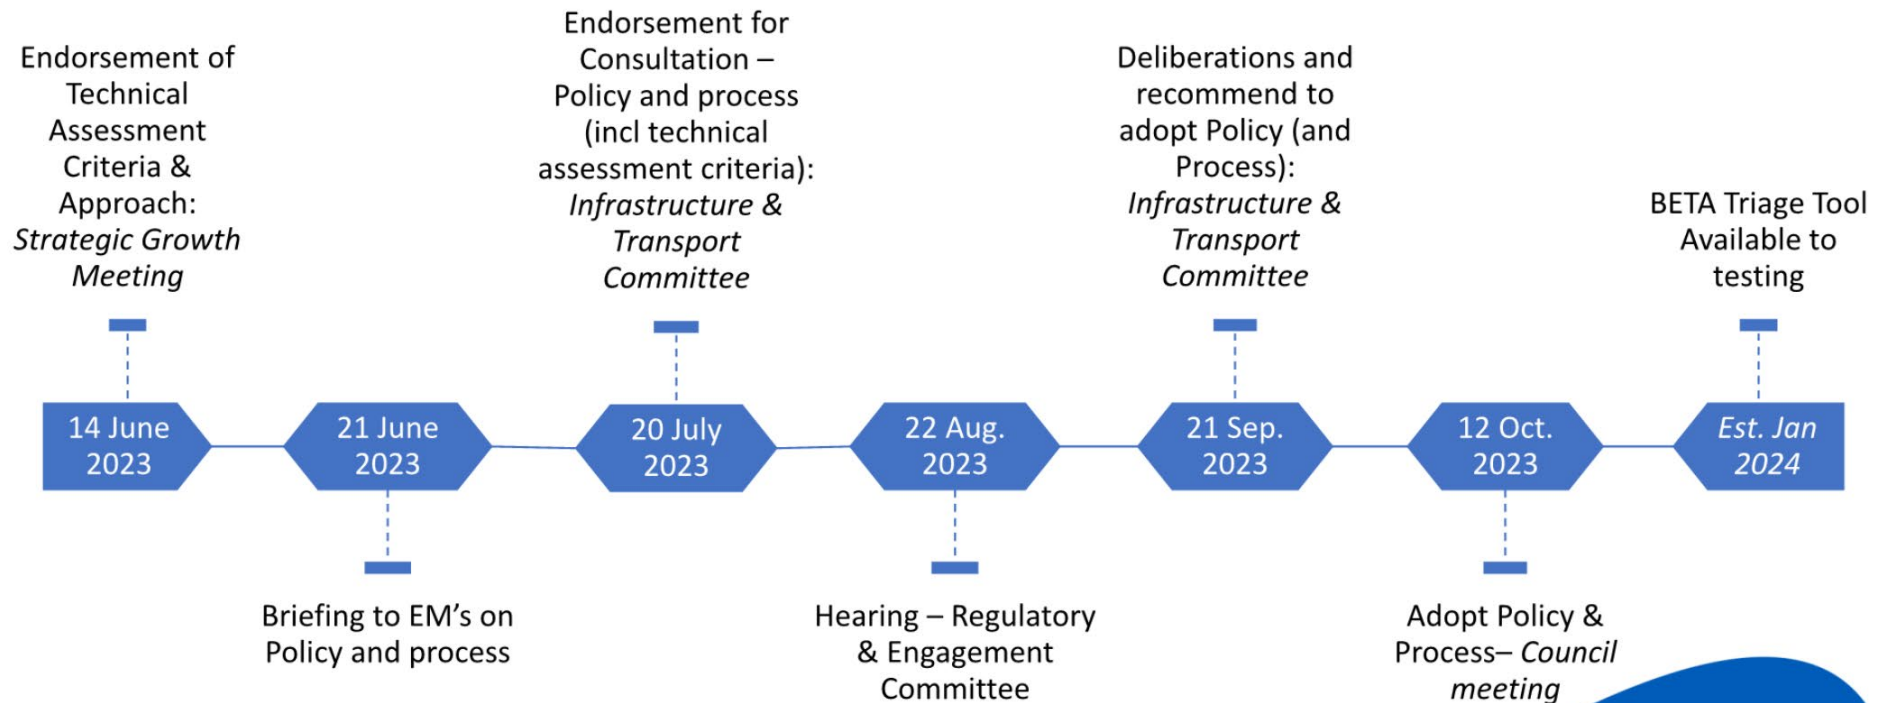 Endorsement of
Technical
Assessment
Criteria &
Approach:
Strategic Growth
Meeting
Endorsement for
Consultation –
Policy and process
(incl technical
assessment criteria):
Infrastructure &
Transport
Committee
Deliberations and
recommend to
adopt Policy (and
Process):
Infrastructure &
Transport
Committee
BETA Triage Tool
Available to
testing
14 June
2023
21 June
2023
20 July
2023
22 Aug.
2023
21 Sep.
2023
12 Oct.
2023
Est. Jan
2024
Briefing to EM’s on
Policy and process
Hearing – Regulatory
& Engagement
Committee
Adopt Policy &
Process– Council
meeting